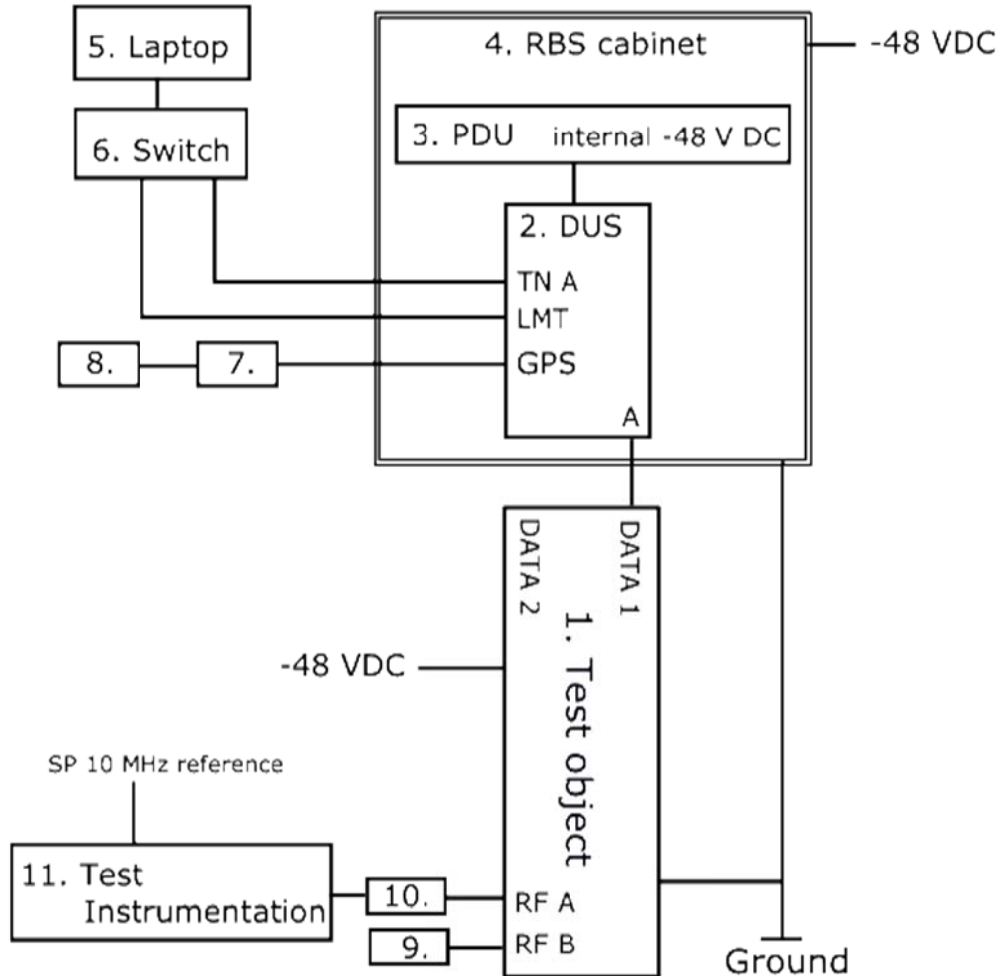 5. Laptop
6. Switch
4. RBS cabinet
-48 VDC
3. PDU internal -48 V DC
2. DUS
TN A
LMT
GPS
A
8.
7.
DATA 2
DATA 1
1. Test object
-48 VDC
SP 10 MHz reference
11. Test
Instrumentation
10.
9.
RF A
RF B
Ground